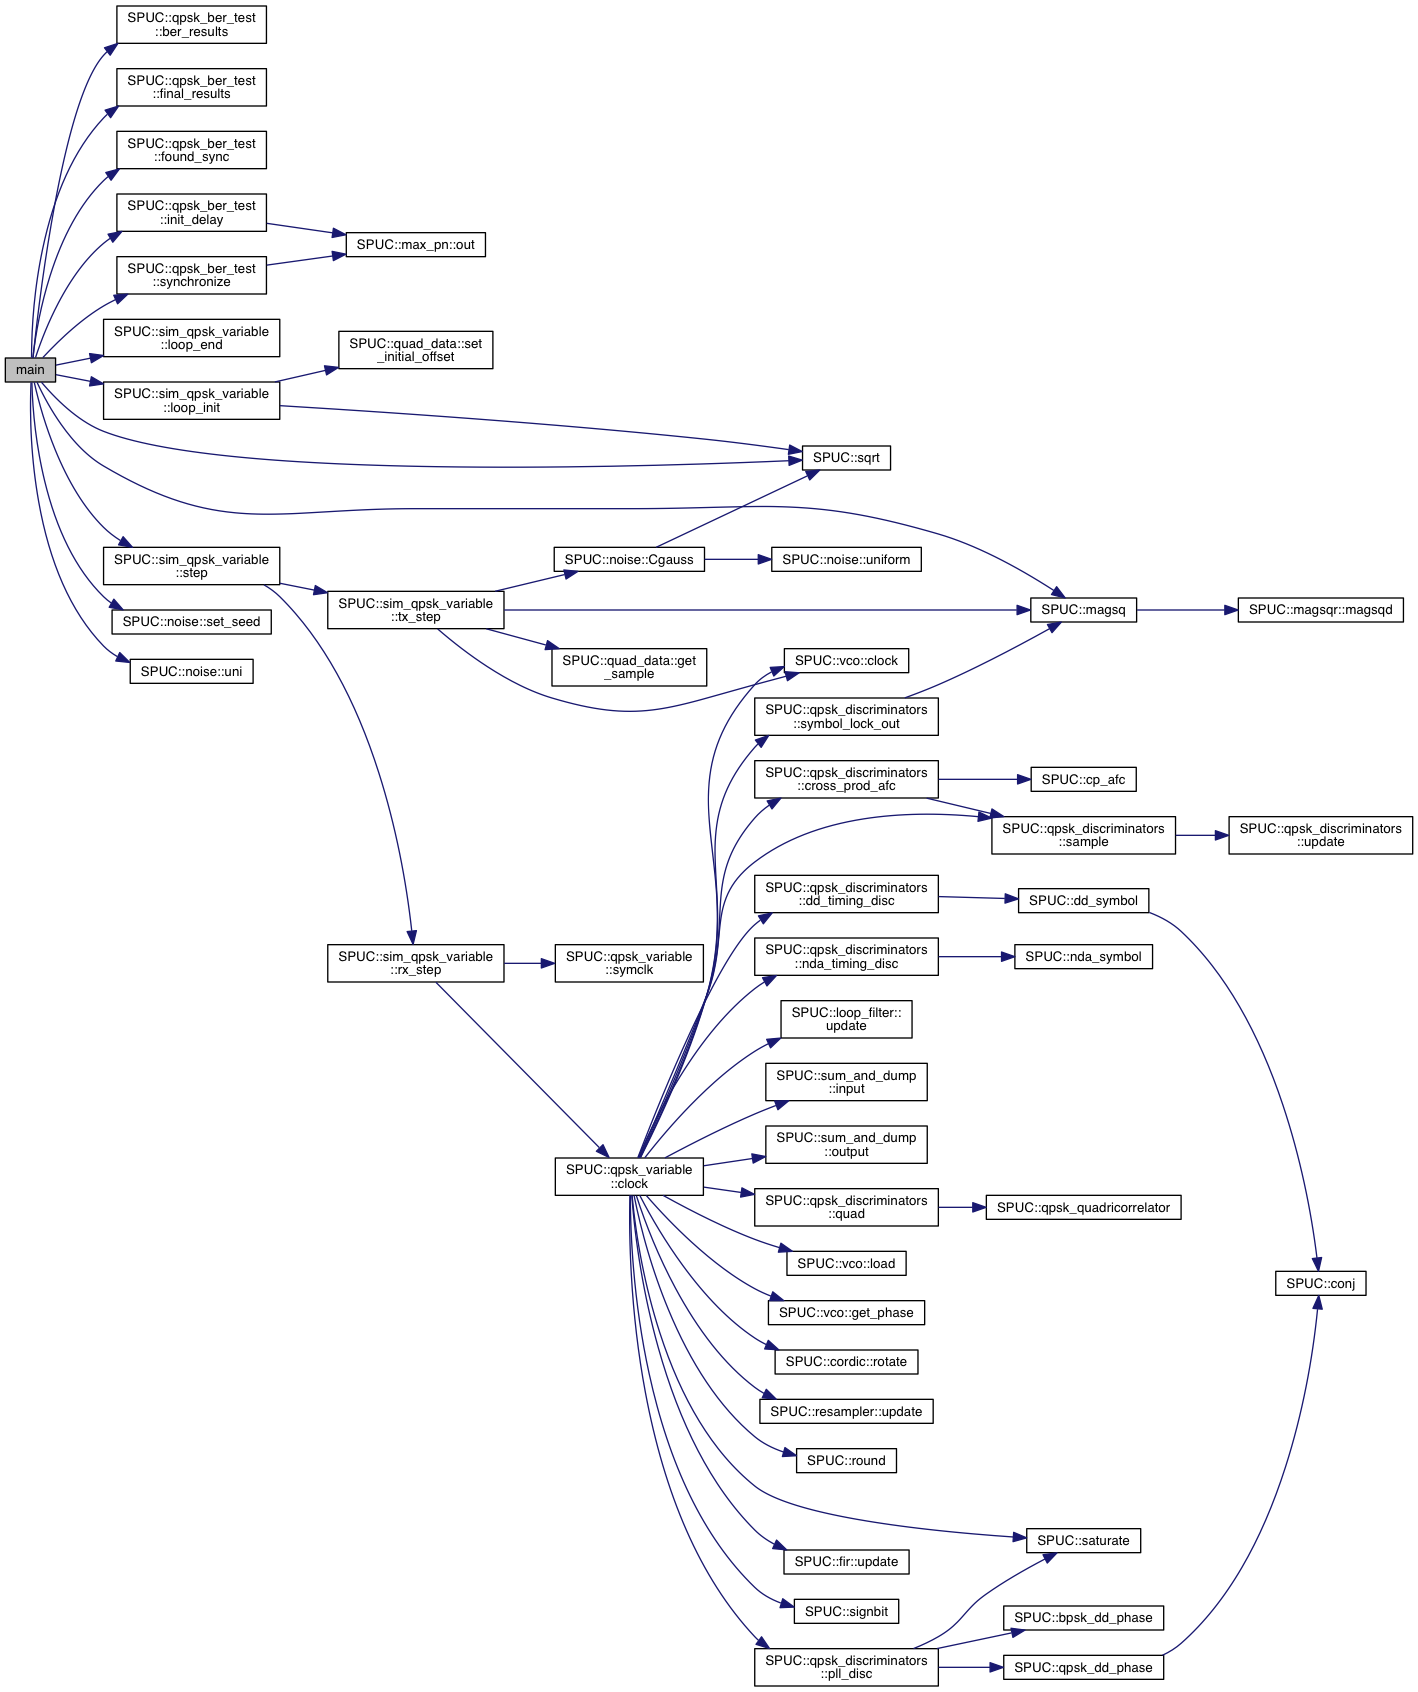 SPUC::qpsk_ber_test
::ber_results
SPUC::qpsk_ber_test
::final_results
SPUC::qpsk_ber_test
::found_sync
SPUC::qpsk_ber_test
::init_delay
SPUC::max_pn::out
SPUC::qpsk_ber_test
::synchronize
SPUC::sim_qpsk_variable
::loop_end
SPUC::quad_data::set
_initial_offset
main
SPUC::sim_qpsk_variable
::loop_init
SPUC::sqrt
SPUC::sim_qpsk_variable
::step
SPUC::noise::Cgauss
SPUC::noise::uniform
SPUC::sim_qpsk_variable
::tx_step
SPUC::magsq
SPUC::magsqr::magsqd
SPUC::noise::set_seed
SPUC::quad_data::get
_sample
SPUC::vco::clock
SPUC::noise::uni
SPUC::qpsk_discriminators
::symbol_lock_out
SPUC::qpsk_discriminators
::cross_prod_afc
SPUC::cp_afc
SPUC::qpsk_discriminators
::sample
SPUC::qpsk_discriminators
::update
SPUC::qpsk_discriminators
::dd_timing_disc
SPUC::dd_symbol
SPUC::sim_qpsk_variable
::rx_step
SPUC::qpsk_variable
::symclk
SPUC::qpsk_discriminators
::nda_timing_disc
SPUC::nda_symbol
SPUC::loop_filter::
update
SPUC::sum_and_dump
::input
SPUC::sum_and_dump
::output
SPUC::qpsk_variable
::clock
SPUC::qpsk_discriminators
::quad
SPUC::qpsk_quadricorrelator
SPUC::vco::load
SPUC::conj
SPUC::vco::get_phase
SPUC::cordic::rotate
SPUC::resampler::update
SPUC::round
SPUC::saturate
SPUC::fir::update
SPUC::signbit
SPUC::bpsk_dd_phase
SPUC::qpsk_discriminators
::pll_disc
SPUC::qpsk_dd_phase